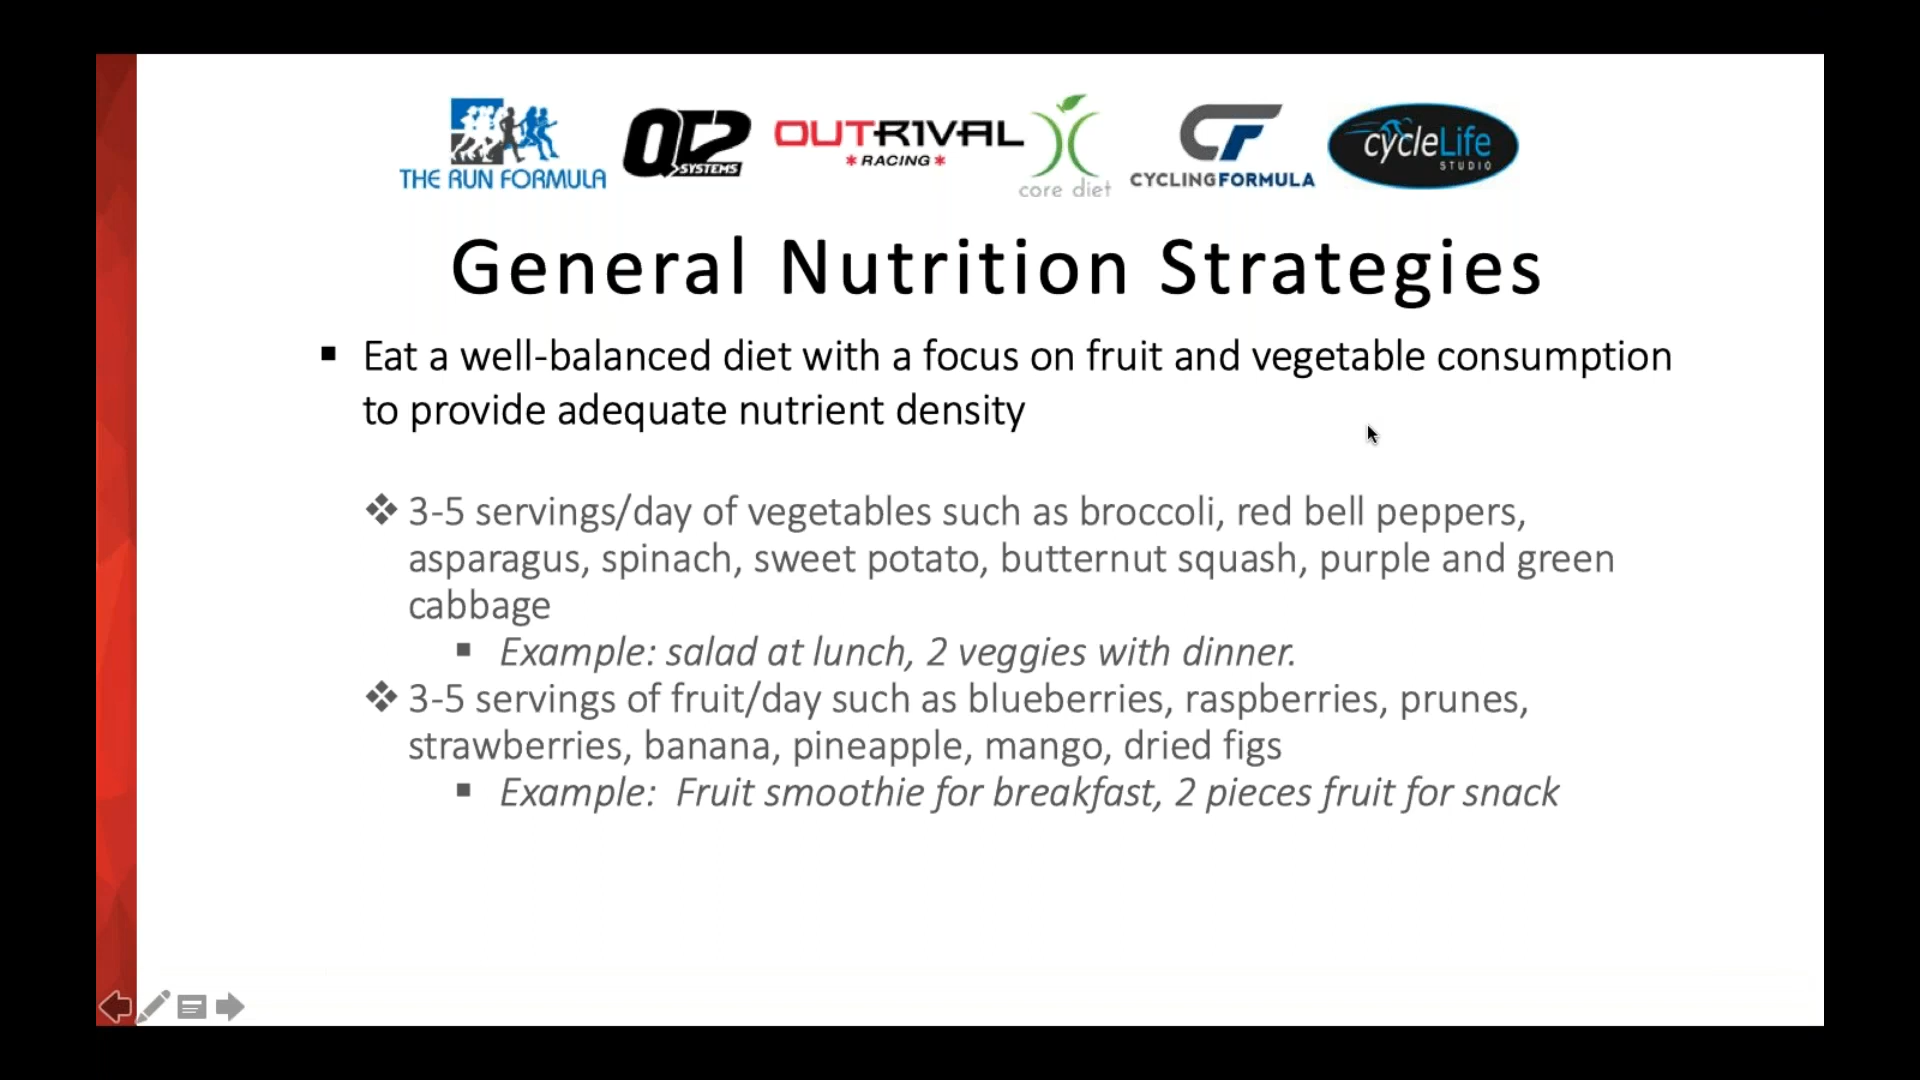 THE RUN FORMULA
QT2 SYSTEMS
OUTRIVAL
*RACING*
core diet
CF
CYCLINGFORMULA
cycleLife
STUDIO
General Nutrition Strategies
▪ Eat a well-balanced diet with a focus on fruit and vegetable consumption
to provide adequate nutrient density
❖ 3-5 servings/day of vegetables such as broccoli, red bell peppers,
asparagus, spinach, sweet potato, butternut squash, purple and green
cabbage
▪ Example: salad at lunch, 2 veggies with dinner.
❖ 3-5 servings of fruit/day such as blueberries, raspberries, prunes,
strawberries, banana, pineapple, mango, dried figs
▪ Example:  Fruit smoothie for breakfast, 2 pieces fruit for snack